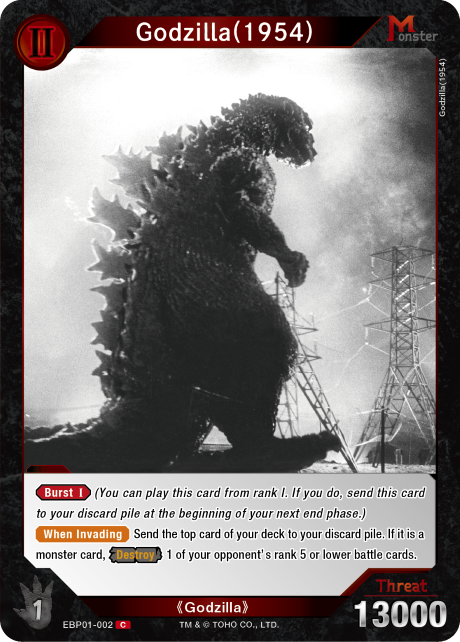 II
Godzilla(1954)
Monster
Godzilla(1954)
Burst I (You can play this card from rank I. If you do, send this card
to your discard pile at the beginning of your next end phase.)
When Invading Send the top card of your deck to your discard pile. If it is a
monster card, Destroy 1 of your opponent's rank 5 or lower battle cards.
Threat
1
《Godzilla》
13000
EBP01-002 C
TM & © TOHO CO., LTD.